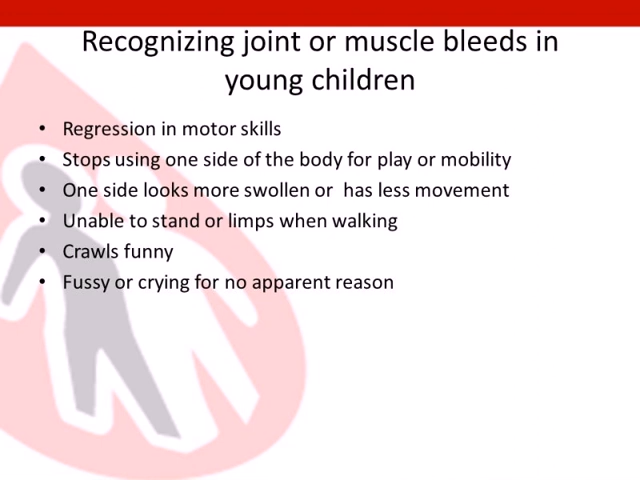 Recognizing joint or muscle bleeds in
young children
• Regression in motor skills
• Stops using one side of the body for play or mobility
• One side looks more swollen or  has less movement
• Unable to stand or limps when walking
• Crawls funny
• Fussy or crying for no apparent reason